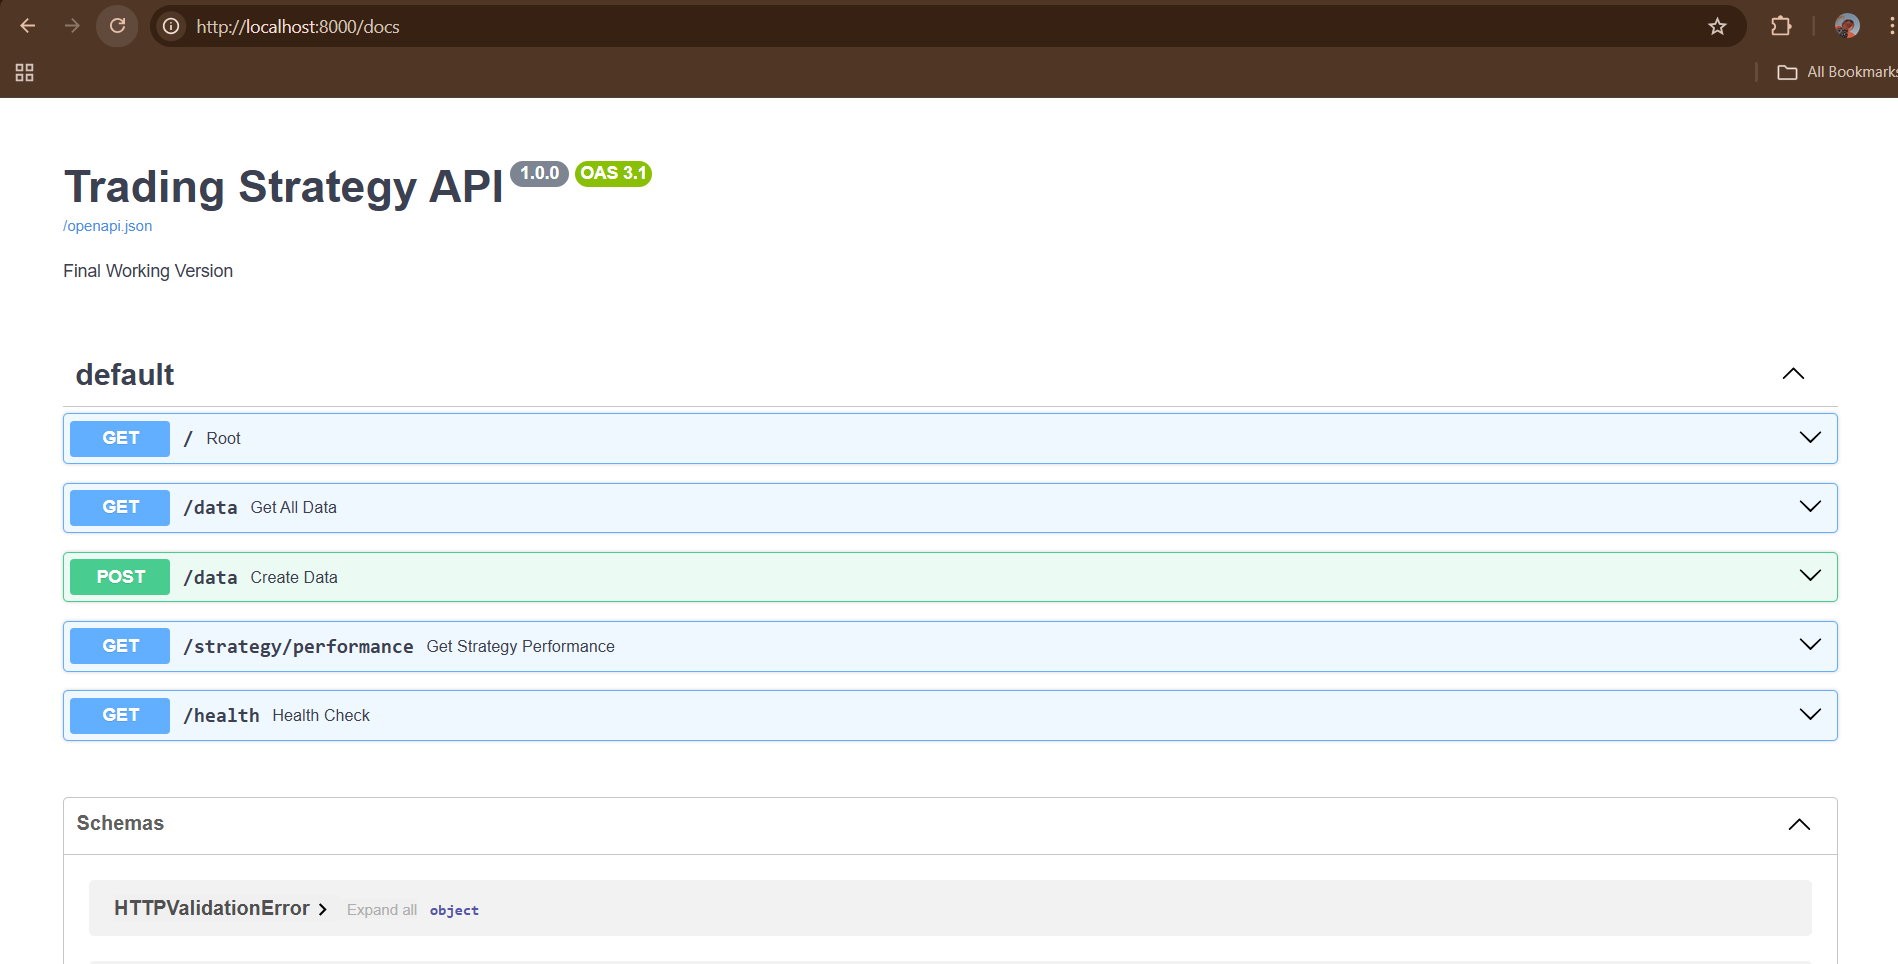 http://localhost:8000/docs
All Bookmarks
Trading Strategy API 1.0.0 OAS 3.1
/openapi.json
Final Working Version
default
GET / Root
GET /data Get All Data
POST /data Create Data
GET /strategy/performance Get Strategy Performance
GET /health Health Check
Schemas
HTTPValidationError Expand all object